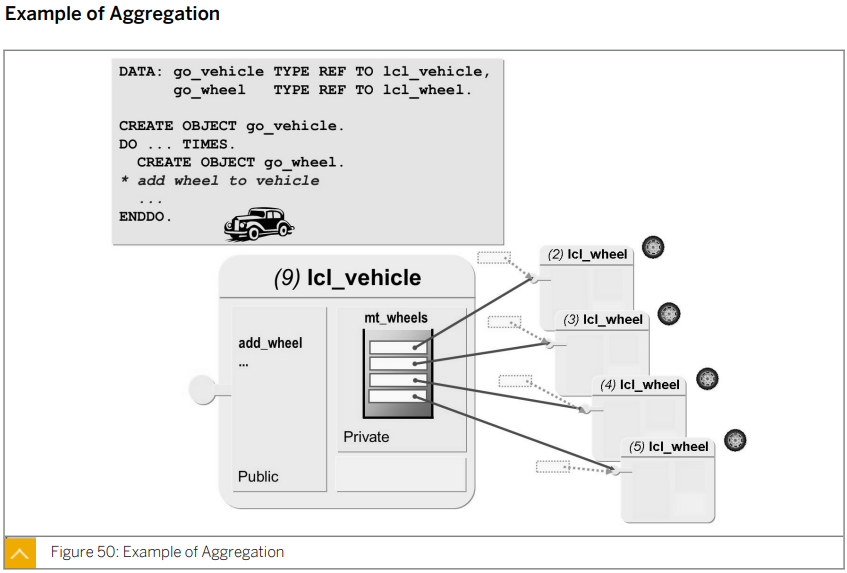 Example of Aggregation
DATA: go_vehicle TYPE REF TO lcl_vehicle,
go_wheel   TYPE REF TO lcl_wheel.
CREATE OBJECT go_vehicle.
DO ... TIMES.
CREATE OBJECT go_wheel.
* add wheel to vehicle
...
ENDDO.
(9) lcl_vehicle
add_wheel
...
Public
mt_wheels
Private
(2) lcl_wheel
(3) lcl_wheel
(4) lcl_wheel
(5) lcl_wheel
Figure 50: Example of Aggregation